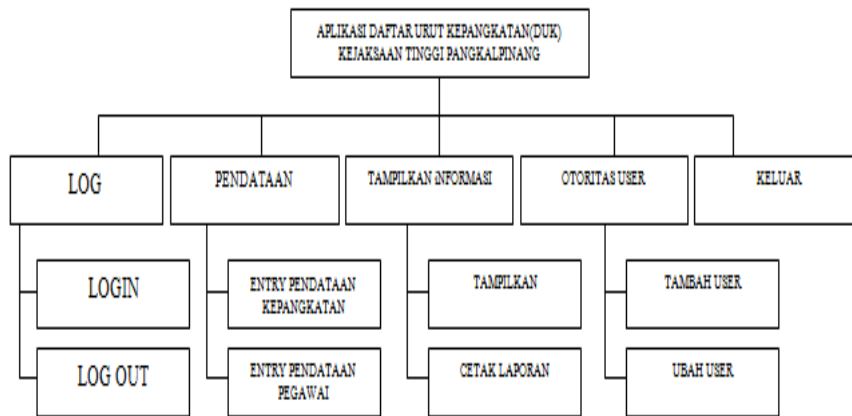 APLIKASI DAFTAR URUT KEPANGKATAN(DUK)
KEJAKSAAN TINGGI PANGKALPINANG
LOG
PENDATAAN
TAMPILKAN iNFORMASI
OTORITAS USER
KELUAR
LOGIN
ENTRY PENDATAAN
KEPANGKATAN
TAMPILKAN
TAMBAH USER
LOG OUT
ENTRY PENDATAAN
PEGAWAI
CETAK LAPORAN
UBAH USER